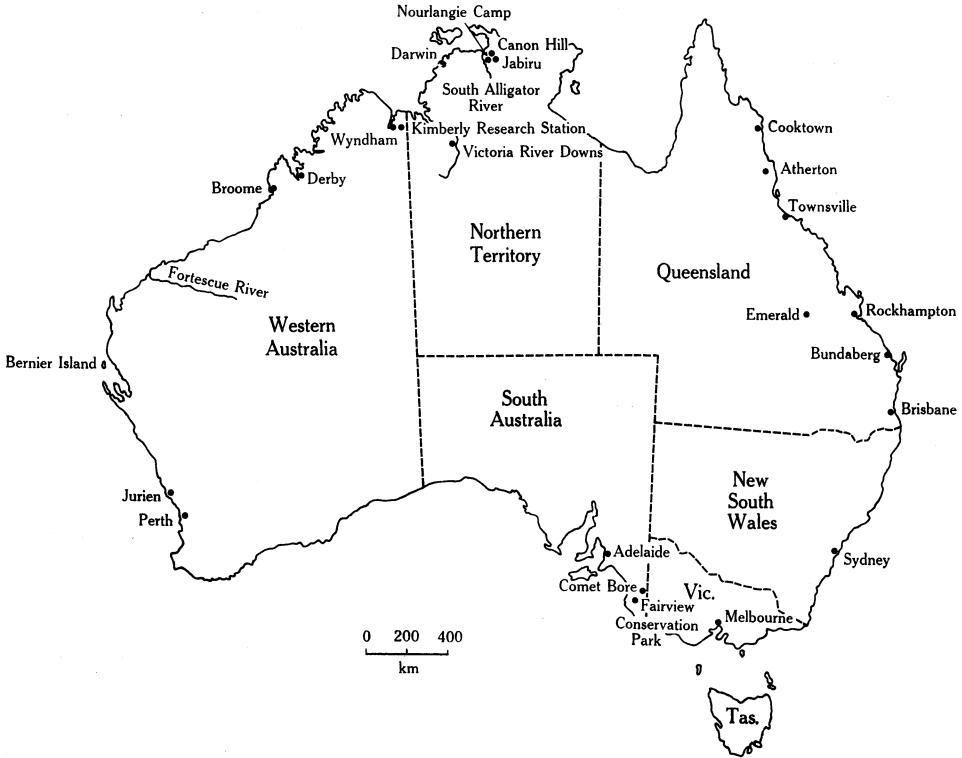 Nourlangie Camp
Darwin
Canon Hill
Jabiru
South Alligator
River
Wyndham
Kimberly Research Station
Victoria River Downs
Cooktown
Derby
Broome
Atherton
Townsville
Northern
Territory
Queensland
Fortescue River
Western
Australia
Emerald
Rockhampton
Bundaberg
Bernier Island
South
Australia
Brisbane
New
South
Wales
Jurien
Perth
Adelaide
Sydney
Comet Bore
Vic.
Fairview
Conservation
Park
Melbourne
0 200 400
km
Tas.